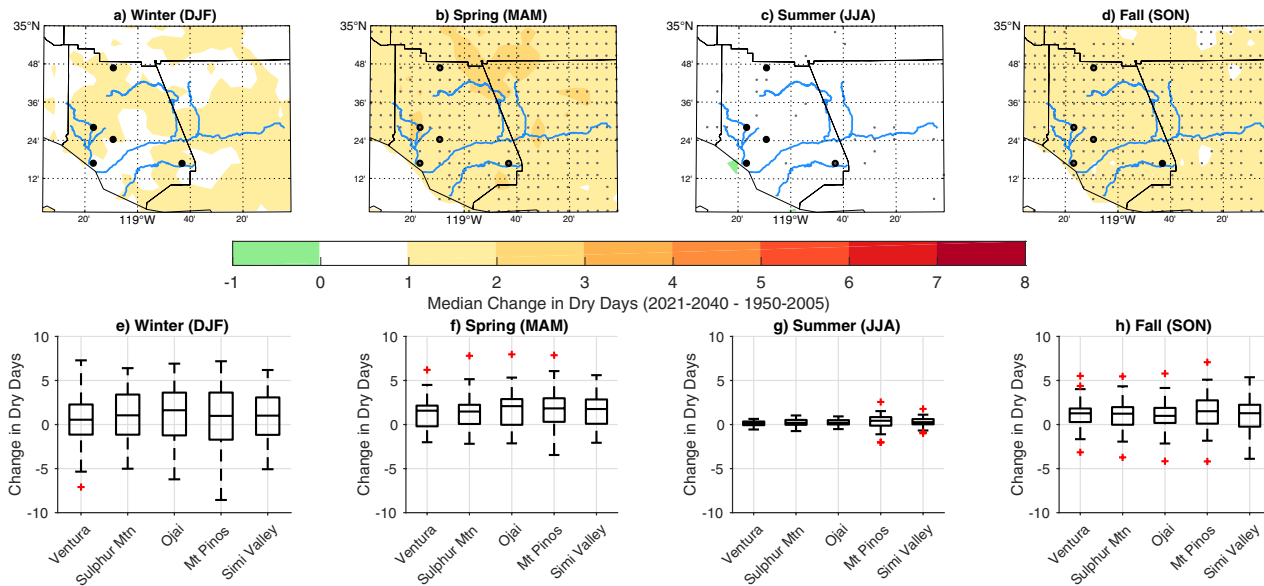 a) Winter (DJF)
b) Spring (MAM)
c) Summer (JJA)
d) Fall (SON)
35°N
48'
36'
24'
12'
20'
119°W
40'
20'
35°N
48'
36'
24'
12'
20'
119°W
40'
20'
35°N
48'
36'
24'
12'
20'
119°W
40'
20'
35°N
48'
36'
24'
12'
20'
119°W
40'
20'
-1 0 1 2 3 4 5 6 7 8
Median Change in Dry Days (2021-2040 - 1950-2005)
e) Winter (DJF)
Change in Dry Days
10
5
0
-5
-10
Ventura
Sulphur Mtn
Ojai
Mt Pinos
Simi Valley
f) Spring (MAM)
Change in Dry Days
10
5
0
-5
-10
Ventura
Sulphur Mtn
Ojai
Mt Pinos
Simi Valley
g) Summer (JJA)
Change in Dry Days
10
5
0
-5
-10
Ventura
Sulphur Mtn
Ojai
Mt Pinos
Simi Valley
h) Fall (SON)
Change in Dry Days
10
5
0
-5
-10
Ventura
Sulphur Mtn
Ojai
Mt Pinos
Simi Valley